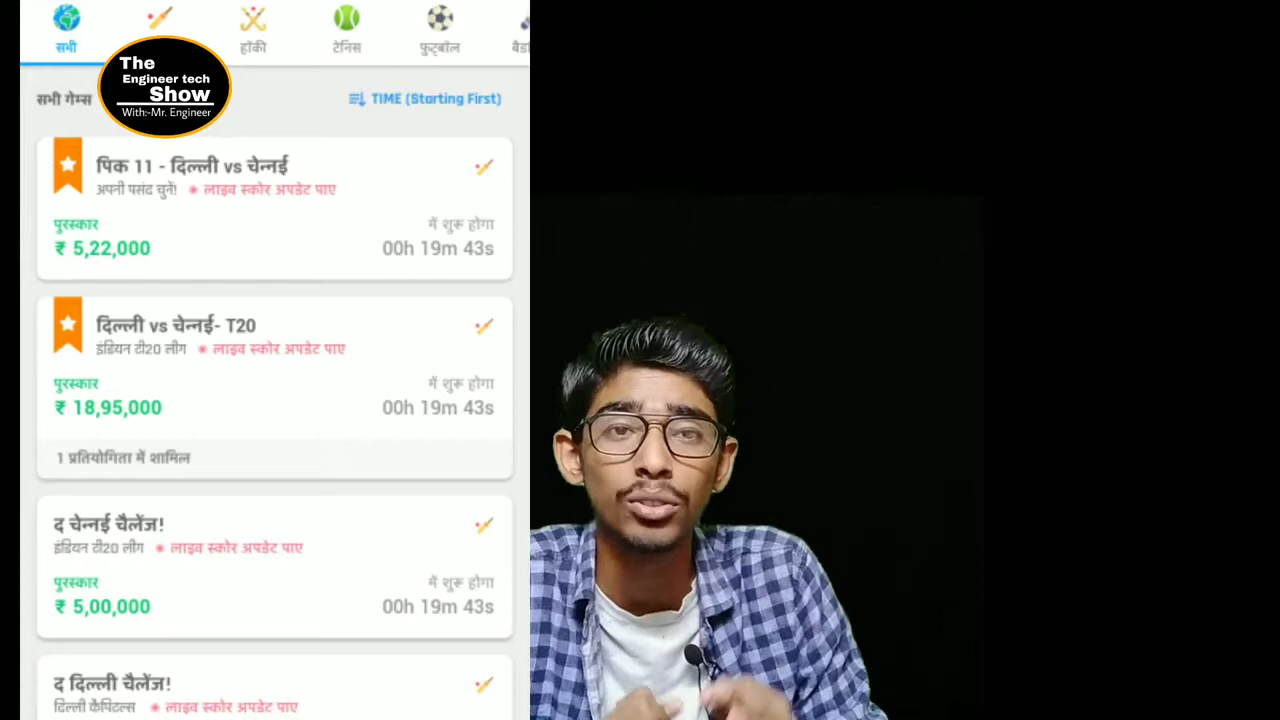 सभी
हॉकी
टेनिस
फुटबॉल
The
Engineer tech
Show
With:-Mr. Engineer
सभी गेम्स
TIME (Starting First)
पिक 11 - दिल्ली vs चेन्नई
अपनी पसंद चुनें! लाइव स्कोर अपडेट पाए
पुरस्कार
में शुरू होगा
₹ 5,22,000
00h 19m 43s
दिल्ली vs चेन्नई- T20
इंडियन टी20 लीग लाइव स्कोर अपडेट पाए
पुरस्कार
में शुरू होगा
₹ 18,95,000
00h 19m 43s
1 प्रतियोगिता में शामिल
द चेन्नई चैलेंज!
इंडियन टी20 लीग लाइव स्कोर अपडेट पाए
पुरस्कार
में शुरू होगा
₹ 5,00,000
00h 19m 43s
द दिल्ली चैलेंज!
दिल्ली कैपिटल्स लाइव स्कोर अपडेट पाए